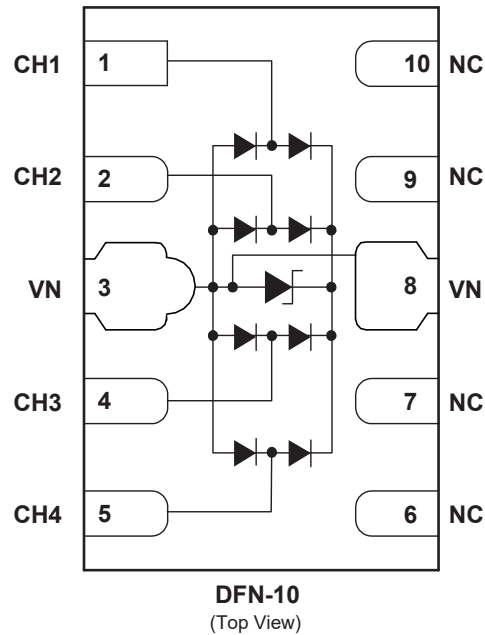 CH1 1 10 NC
CH2 2 9 NC
VN 3 8 VN
CH3 4 7 NC
CH4 5 6 NC
DFN-10
(Top View)